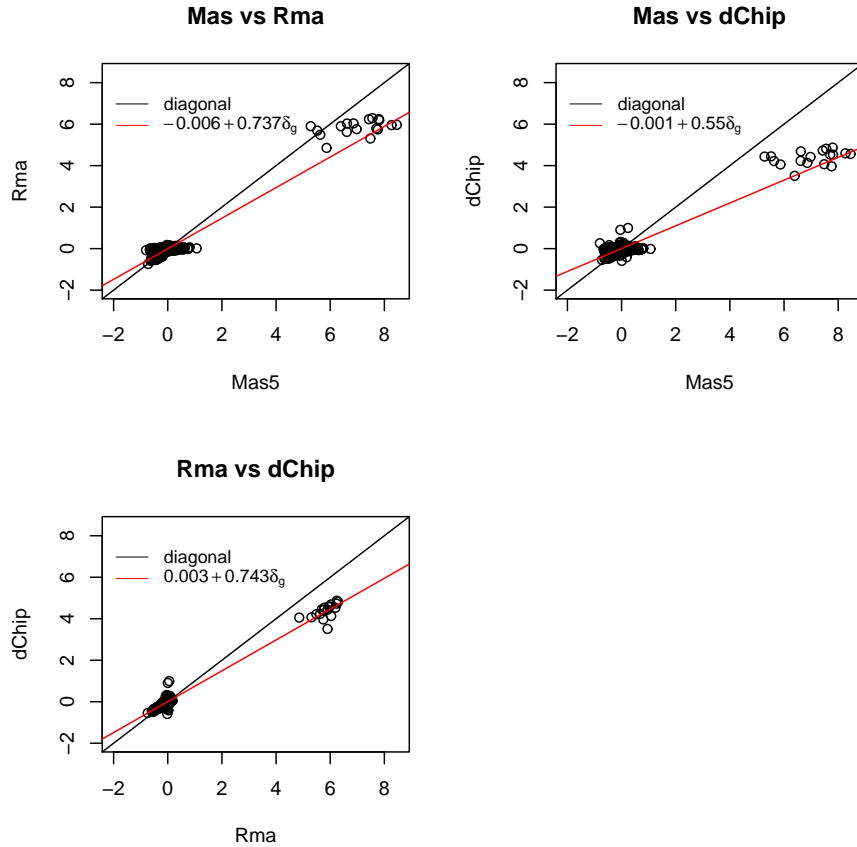 Mas vs Rma
8
6
4
2
0
−2
Rma
diagonal
−0.006 + 0.737δg
−2 0 2 4 6 8
Mas5
Mas vs dChip
8
6
4
2
0
−2
dChip
diagonal
−0.001 + 0.55δg
−2 0 2 4 6 8
Mas5
Rma vs dChip
8
6
4
2
0
−2
dChip
diagonal
0.003 + 0.743δg
−2 0 2 4 6 8
Rma